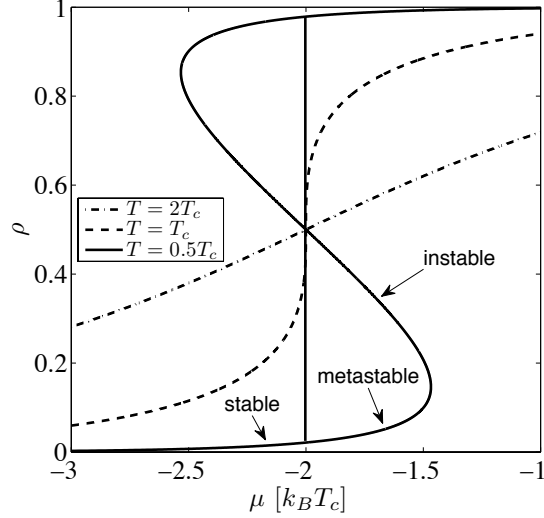 1
0.8
0.6
0.4
0.2
0
ρ
T = 2T_c
T = T_c
T = 0.5T_c
instable
metastable
stable
-3
-2.5
-2
-1.5
-1
μ [k_BT_c]